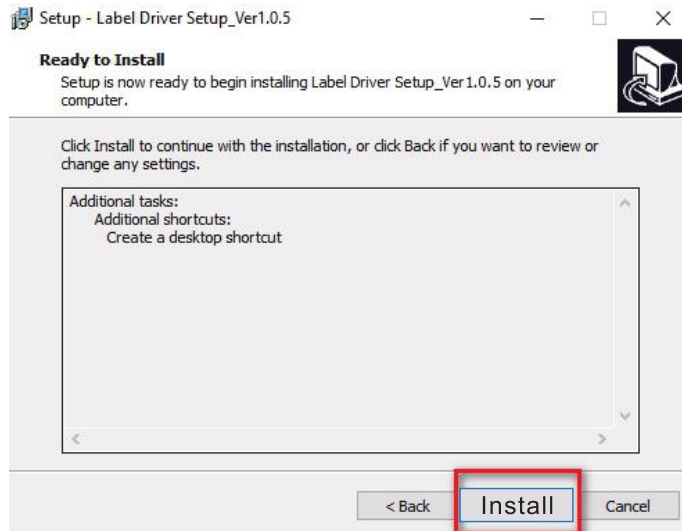 Setup - Label Driver Setup_Ver1.0.5
Ready to Install
Setup is now ready to begin installing Label Driver Setup_Ver1.0.5 on your
computer.
Click Install to continue with the installation, or click Back if you want to review or
change any settings.
Additional tasks:
Additional shortcuts:
Create a desktop shortcut
< Back Install Cancel